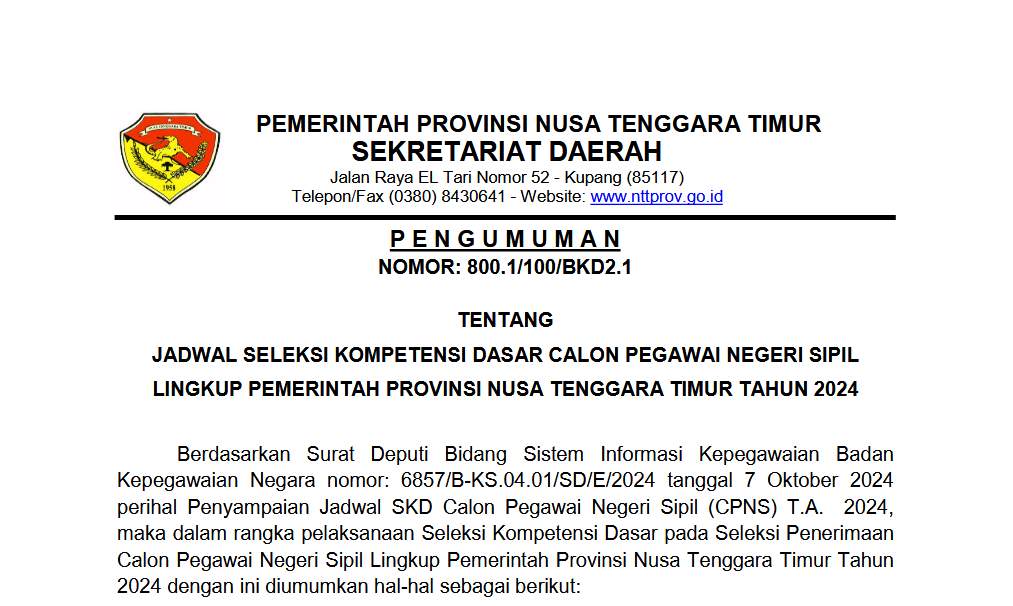 PEMERINTAH PROVINSI NUSA TENGGARA TIMUR
SEKRETARIAT DAERAH
Jalan Raya EL Tari Nomor 52 - Kupang (85117)
Telepon/Fax (0380) 8430641 - Website: www.nttprov.go.id
1958
P E N G U M U M A N
NOMOR: 800.1/100/BKD2.1
TENTANG
JADWAL SELEKSI KOMPETENSI DASAR CALON PEGAWAI NEGERI SIPIL
LINGKUP PEMERINTAH PROVINSI NUSA TENGGARA TIMUR TAHUN 2024
Berdasarkan Surat Deputi Bidang Sistem Informasi Kepegawaian Badan
Kepegawaian Negara nomor: 6857/B-KS.04.01/SD/E/2024 tanggal 7 Oktober 2024
perihal Penyampaian Jadwal SKD Calon Pegawai Negeri Sipil (CPNS) T.A. 2024,
maka dalam rangka pelaksanaan Seleksi Kompetensi Dasar pada Seleksi Penerimaan
Calon Pegawai Negeri Sipil Lingkup Pemerintah Provinsi Nusa Tenggara Timur Tahun
2024 dengan ini diumumkan hal-hal sebagai berikut: